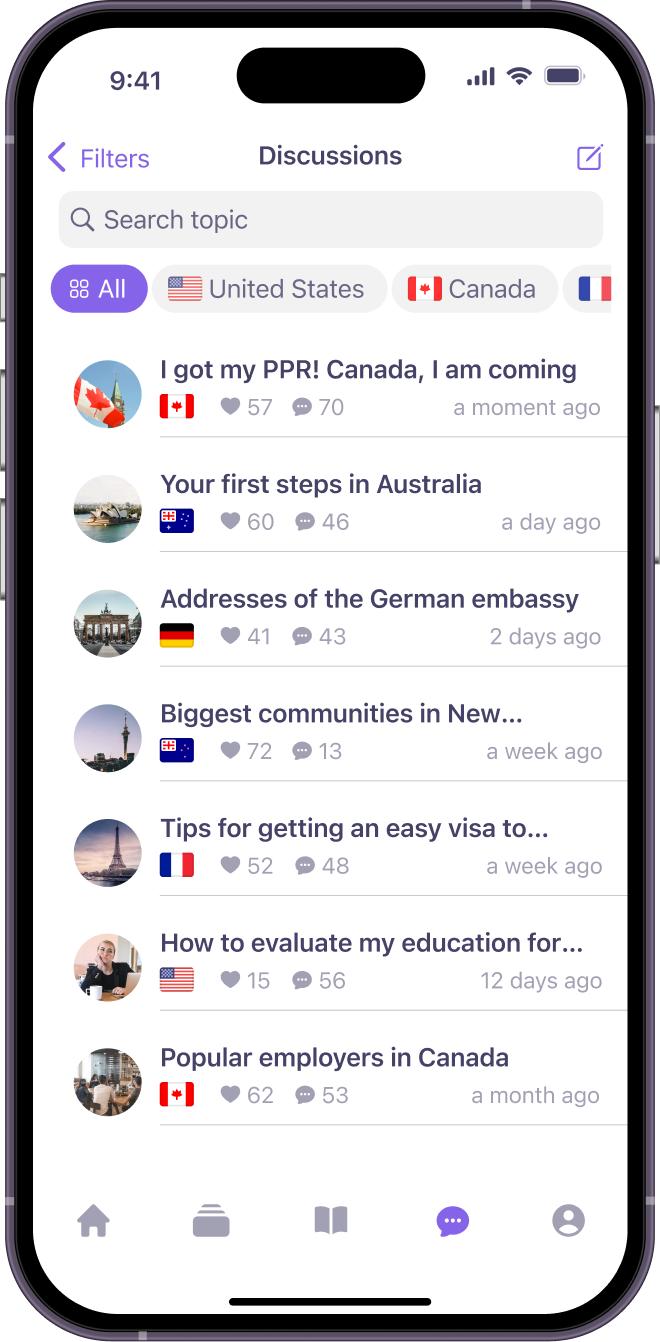 9:41
Filters
Discussions
Search topic
All
United States
Canada
I got my PPR! Canada, I am coming
57
70
a moment ago
Your first steps in Australia
60
46
a day ago
Addresses of the German embassy
41
43
2 days ago
Biggest communities in New...
72
13
a week ago
Tips for getting an easy visa to...
52
48
a week ago
How to evaluate my education for...
15
56
12 days ago
Popular employers in Canada
62
53
a month ago